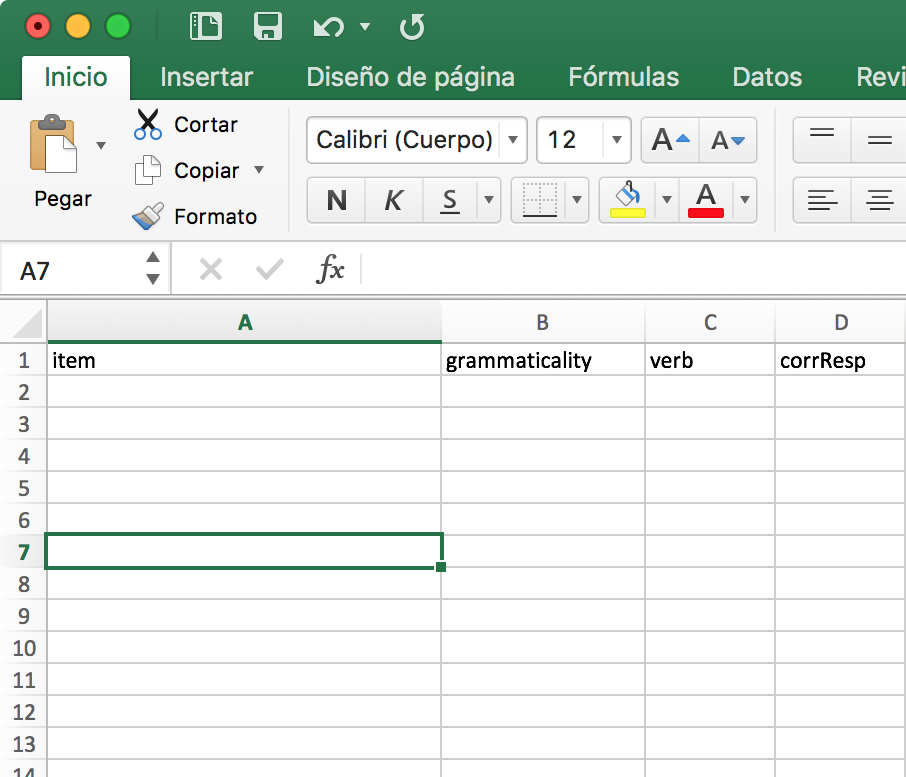 Inicio Insertar Diseño de página Fórmulas Datos Revi
Cortar
Copiar
Formato
Pegar
Calibri (Cuerpo) 12 A A
N K S A
A7 fx
A B C D
1 item grammaticality verb corrResp
2
3
4
5
6
7
8
9
10
11
12
13
14